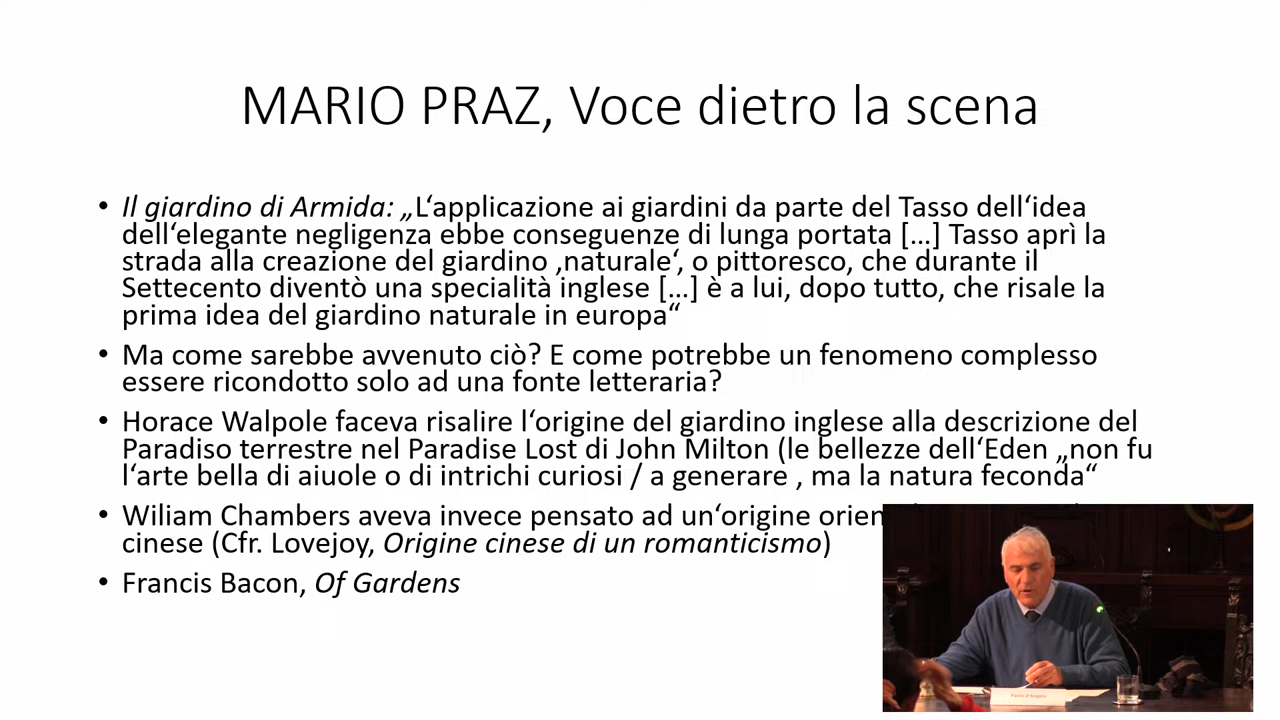 MARIO PRAZ, Voce dietro la scena
• Il giardino di Armida: „L‘applicazione ai giardini da parte del Tasso dell‘idea
dell‘elegante negligenza ebbe conseguenze di lunga portata […] Tasso aprì la
strada alla creazione del giardino ‚naturale‘, o pittoresco, che durante il
Settecento diventò una specialità inglese […] è a lui, dopo tutto, che risale la
prima idea del giardino naturale in europa“
• Ma come sarebbe avvenuto ciò? E come potrebbe un fenomeno complesso
essere ricondotto solo ad una fonte letteraria?
• Horace Walpole faceva risalire l‘origine del giardino inglese alla descrizione del
Paradiso terrestre nel Paradise Lost di John Milton (le bellezze dell‘Eden „non fu
l‘arte bella di aiuole o di intrichi curiosi / a generare , ma la natura feconda“
• Wiliam Chambers aveva invece pensato ad un‘origine
cinese (Cfr. Lovejoy, Origine cinese di un romanticismo)
• Francis Bacon, Of Gardens